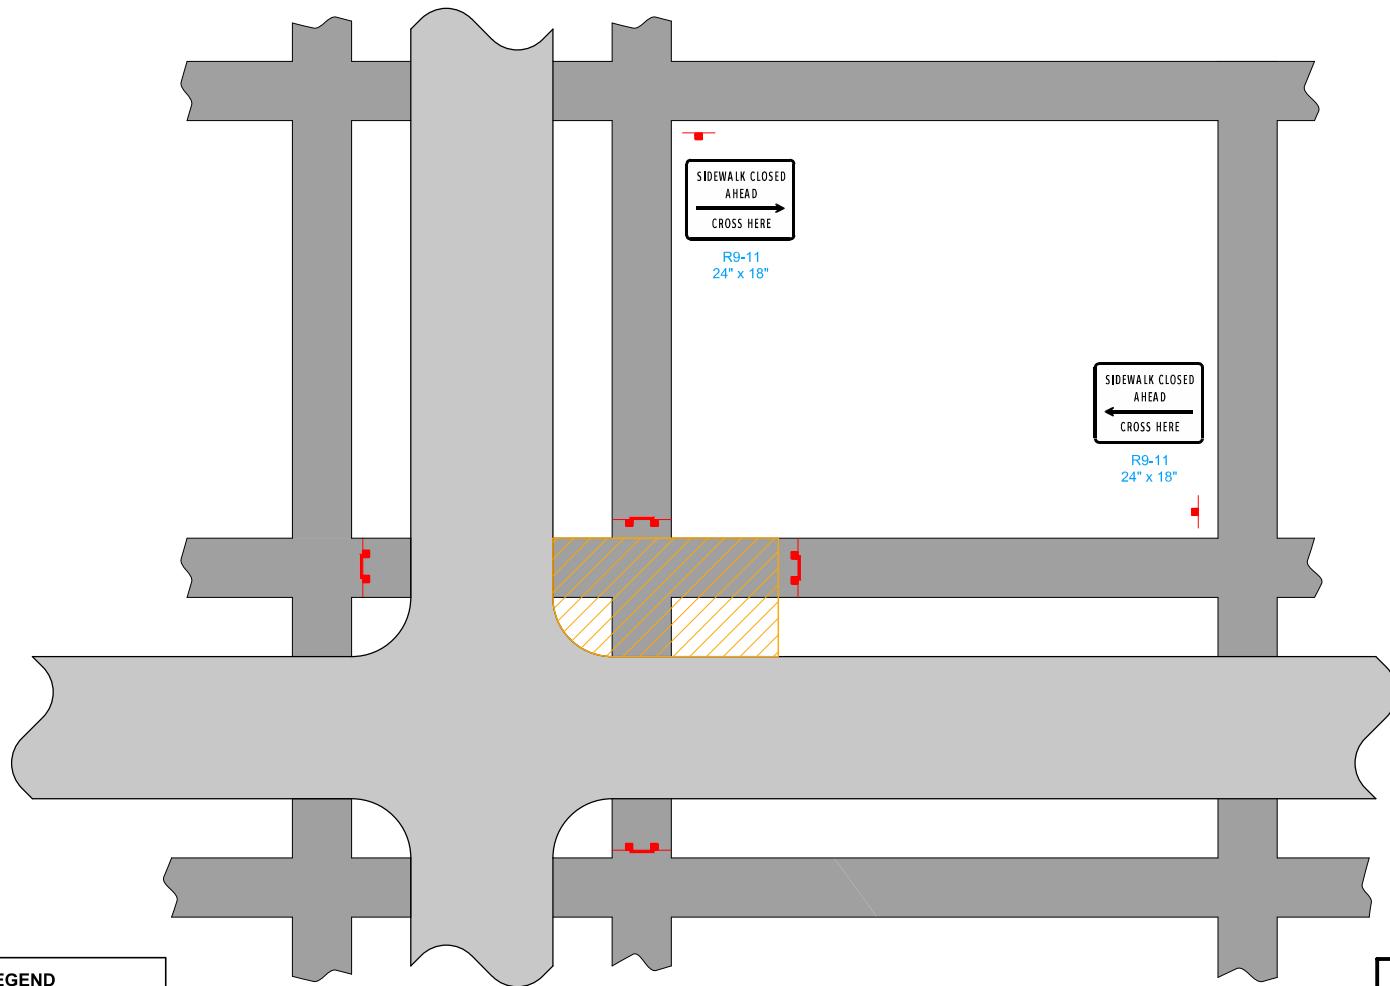 SIDEWALK CLOSED
AHEAD
CROSS HERE
R9-11
24" x 18"
SIDEWALK CLOSED
AHEAD
CROSS HERE
R9-11
24" x 18"
EGEND